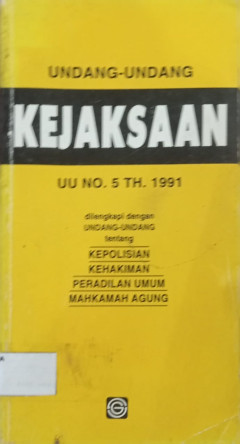 UNDANG-UNDANG
KEJAKSAAN
UU NO. 5 TH. 1991
dilengkapi dengan
UNDANG-UNDANG
tentang
KEPOLISIAN
KEHAKIMAN
PERADILAN UMUM
MAHKAMAH AGUNG